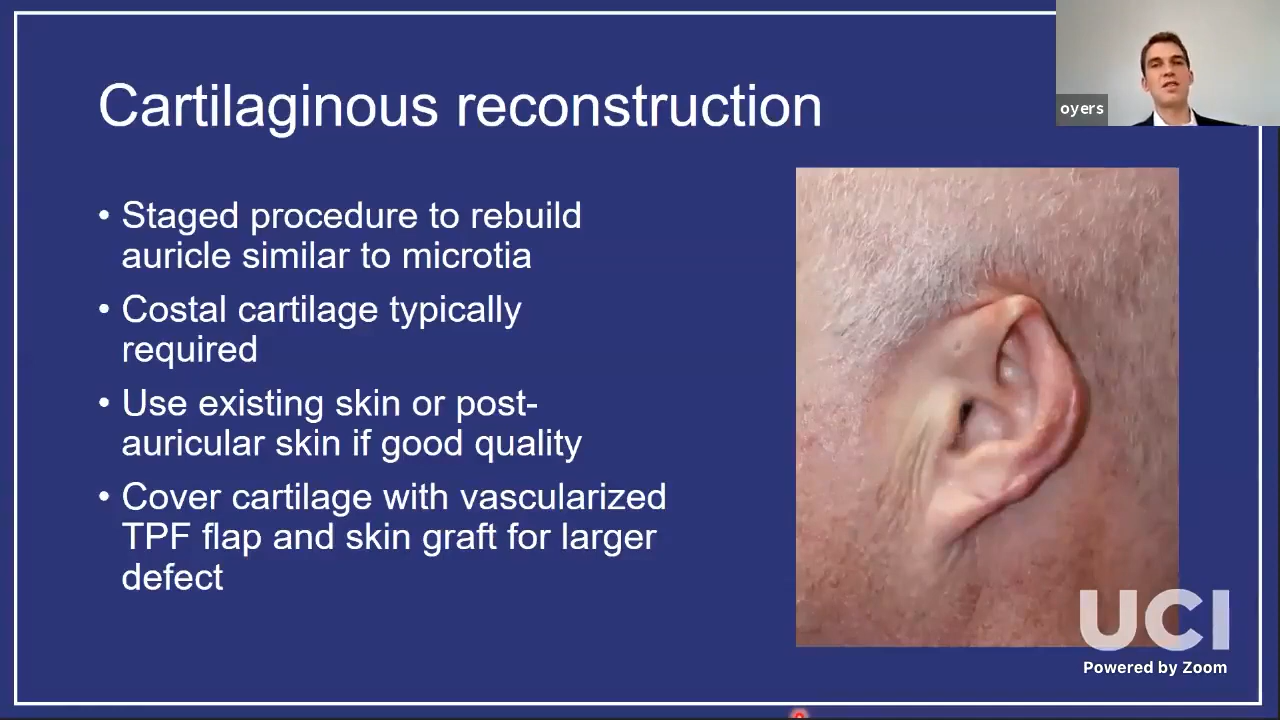 Cartilaginous reconstruction
oyers
• Staged procedure to rebuild
auricle similar to microtia
• Costal cartilage typically
required
• Use existing skin or post-
auricular skin if good quality
• Cover cartilage with vascularized
TPF flap and skin graft for larger
defect
UCI
Powered by Zoom